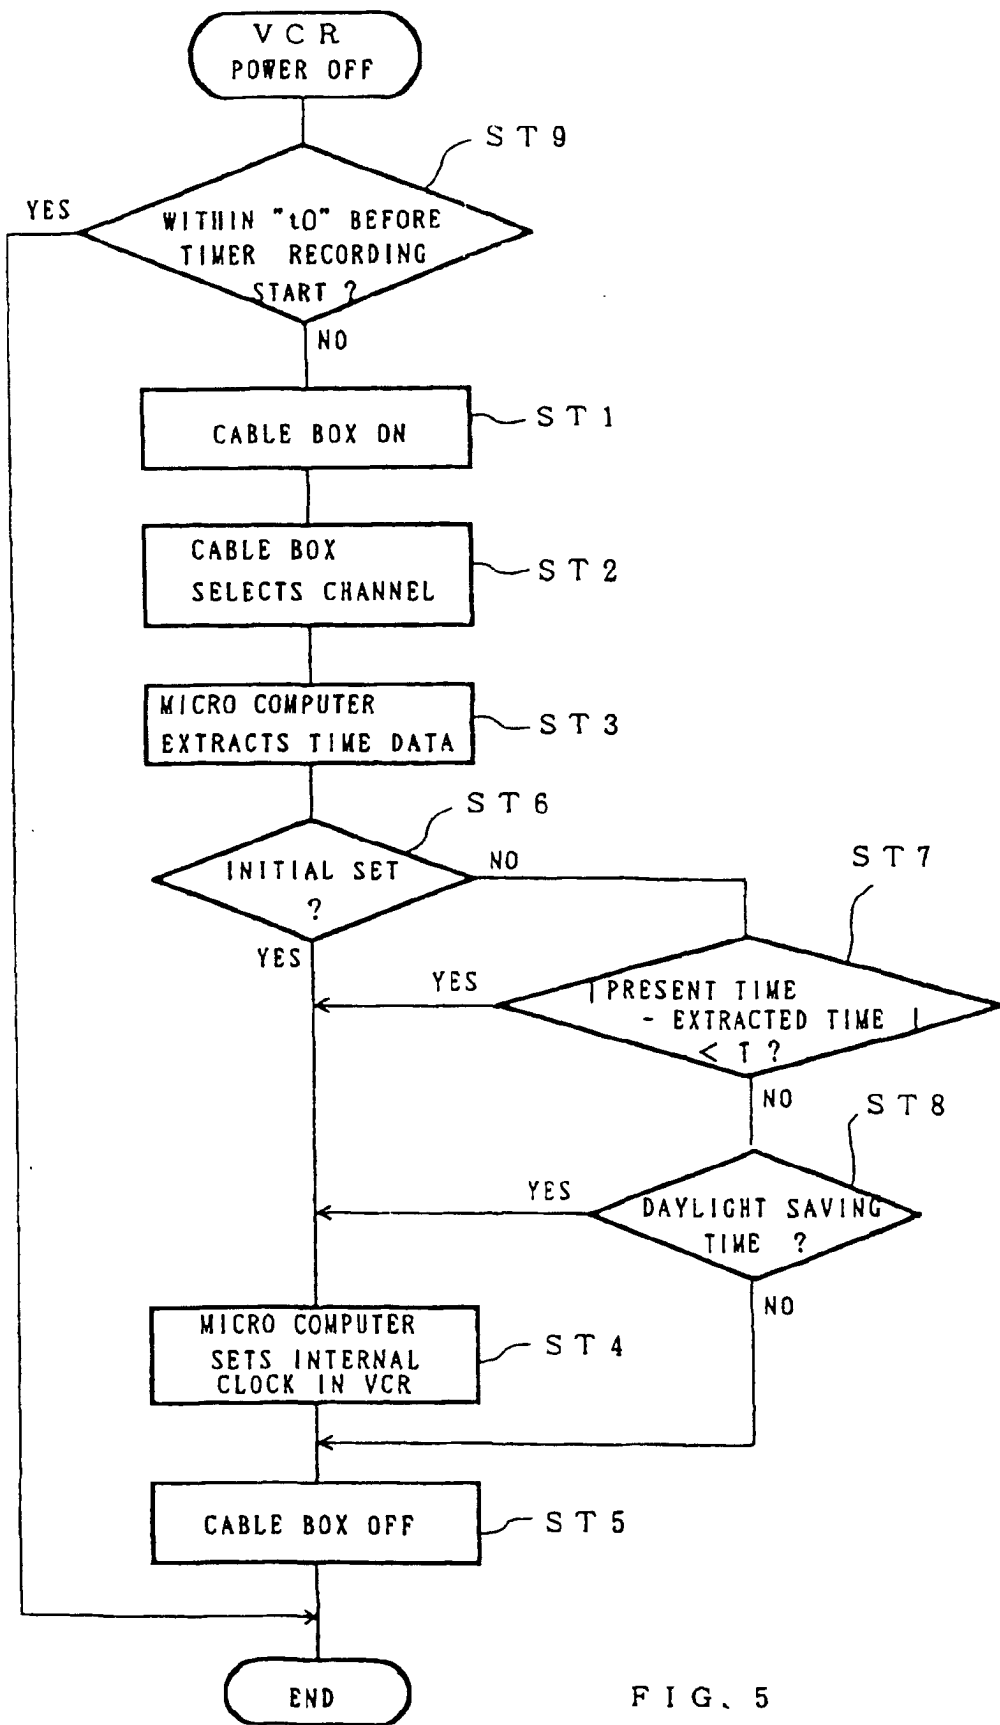 VCR
POWER OFF
ST9
YES
WITHIN "t0" BEFORE
TIMER RECORDING
START ?
NO
CABLE BOX ON
ST1
CABLE BOX
SELECTS CHANNEL
ST2
MICRO COMPUTER
EXTRACTS TIME DATA
ST3
ST6
INITIAL SET
?
NO
YES
ST7
YES
| PRESENT TIME
- EXTRACTED TIME |
< T ?
NO
ST8
YES
DAYLIGHT SAVING
TIME ?
NO
MICRO COMPUTER
SETS INTERNAL
CLOCK IN VCR
ST4
CABLE BOX OFF
ST5
END
FIG. 5